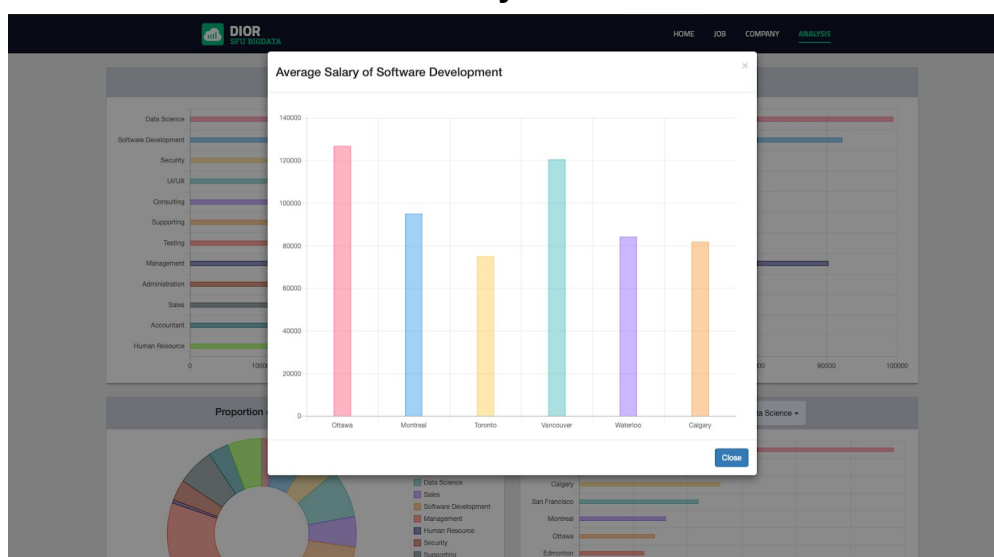 DIOR
SFU BIGDATA
HOME JOB COMPANY ANALYSIS
Average Salary of Software Development
×
140000
120000
100000
80000
60000
40000
20000
0
Ottawa Montreal Toronto Vancouver Waterloo Calgary
Close
Data Science
Software Development
Security
UI/UX
Consulting
Supporting
Testing
Management
Administration
Sales
Accountant
Human Resource
0 1000
90000 100000
Proportion
a Science
Data Science
Sales
Software Development
Management
Human Resource
Security
Supporting
Calgary
San Francisco
Montreal
Ottawa
Edmonton